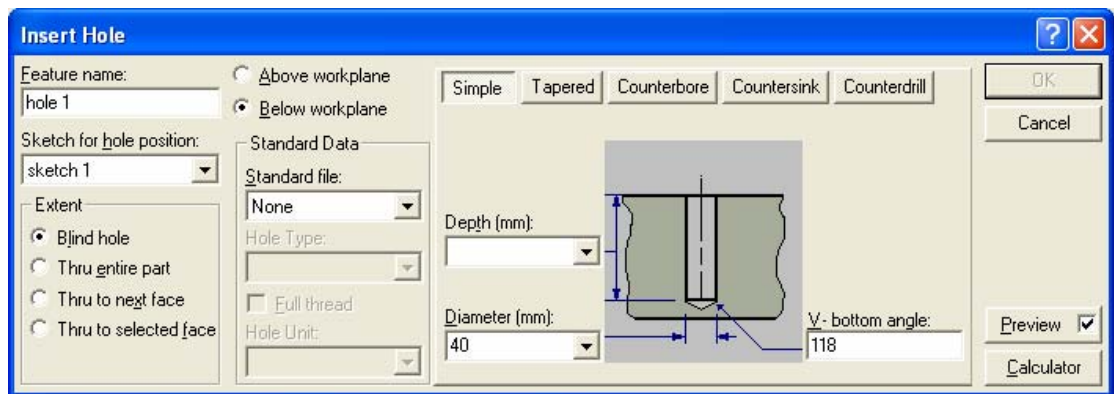 Insert Hole
Feature name:
hole 1
Sketch for hole position:
sketch 1
Extent
Blind hole
Thru entire part
Thru to next face
Thru to selected face
Above workplane
Below workplane
Standard Data
Standard file:
None
Hole Type:
Full thread
Hole Unit:
Simple
Tapered
Counterbore
Countersink
Counterdrill
Depth (mm):
Diameter (mm):
40
V- bottom angle:
118
OK
Cancel
Preview
Calculator